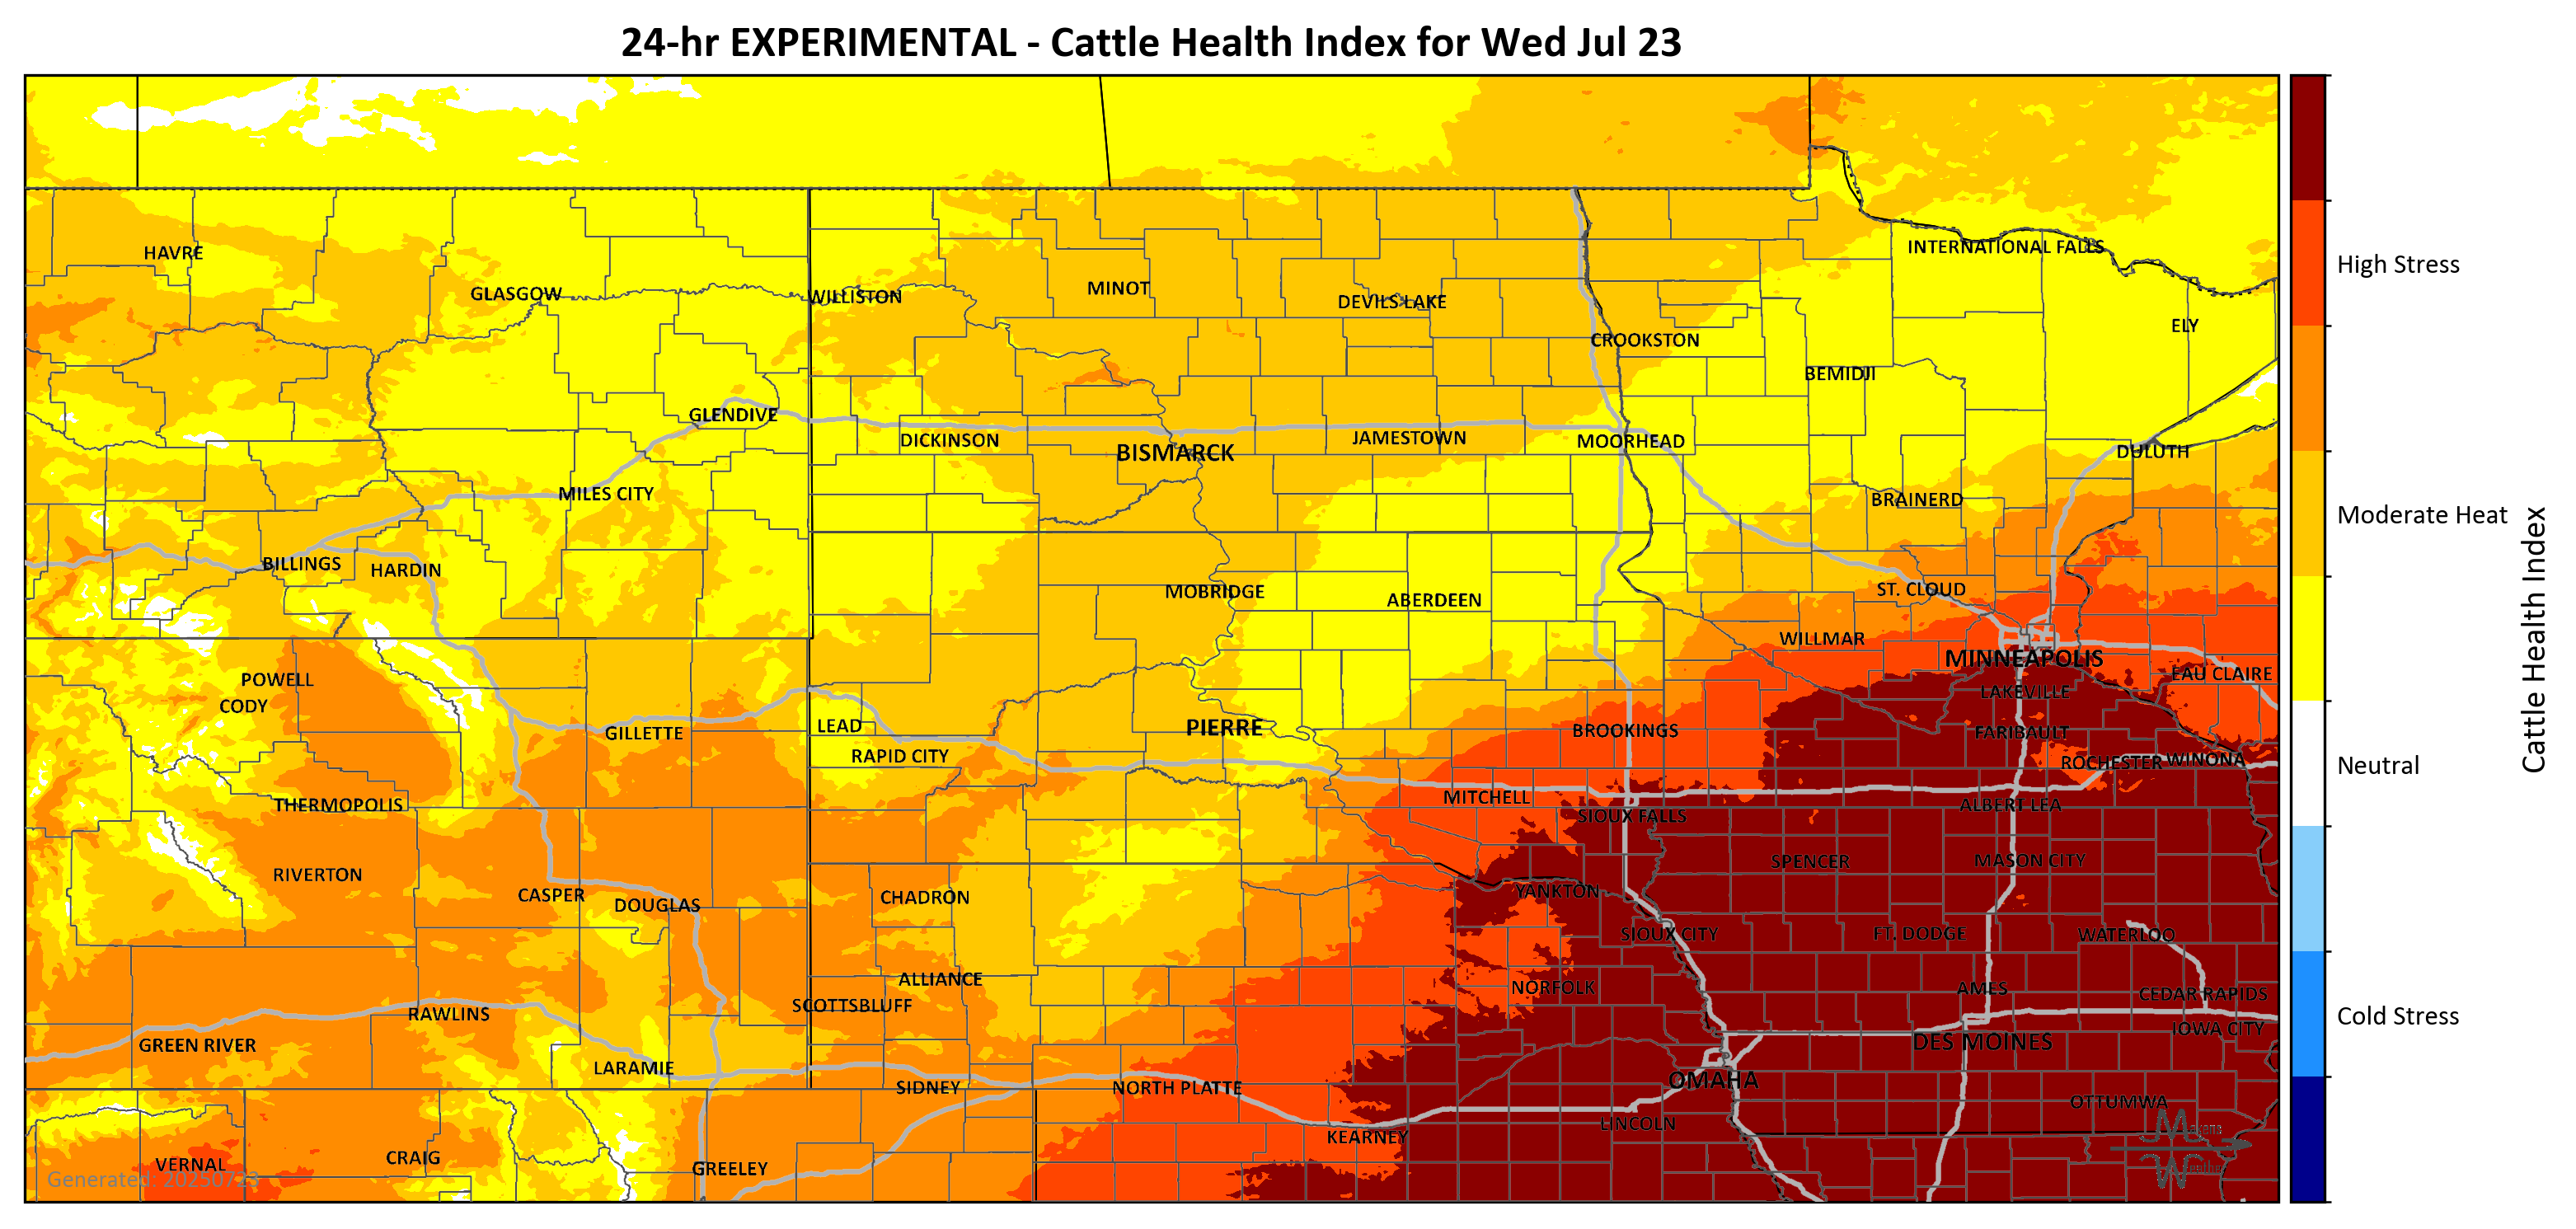 24-hr EXPERIMENTAL - Cattle Health Index for Wed Jul 23
INTERNATIONAL FALLS
HAVRE
GLASGOW
WILLISTON
MINOT
DEVILS LAKE
ELY
CROOKSTON
BEMIDJI
GLENDIVE
DICKINSON
BISMARCK
JAMESTOWN
MOORHEAD
DULUTH
MILES CITY
BRAINERD
BILLINGS
HARDIN
MOBRIDGE
ABERDEEN
ST. CLOUD
WILLMAR
MINNEAPOLIS
POWELL
EAU CLAIRE
CODY
LAKEVILLE
GILLETTE
LEAD
PIERRE
BROOKINGS
FARIBAULT
RAPID CITY
ROCHESTER
WINONA
THERMOPOLIS
MITCHELL
ALBERT LEA
SIOUX FALLS
RIVERTON
SPENCER
MASON CITY
CASPER
DOUGLAS
CHADRON
YANKTON
SIOUX CITY
FT. DODGE
WATERLOO
ALLIANCE
NORFOLK
AMES
CEDAR RAPIDS
SCOTTSBLUFF
RAWLINS
IOWA CITY
GREEN RIVER
DES MOINES
LARAMIE
SIDNEY
NORTH PLATTE
OMAHA
OTTUMWA
LINCOLN
KEARNEY
VERNAL
CRAIG
GREELEY
Generated: 20250723
High Stress
Moderate Heat
Neutral
Cold Stress
Cattle Health Index